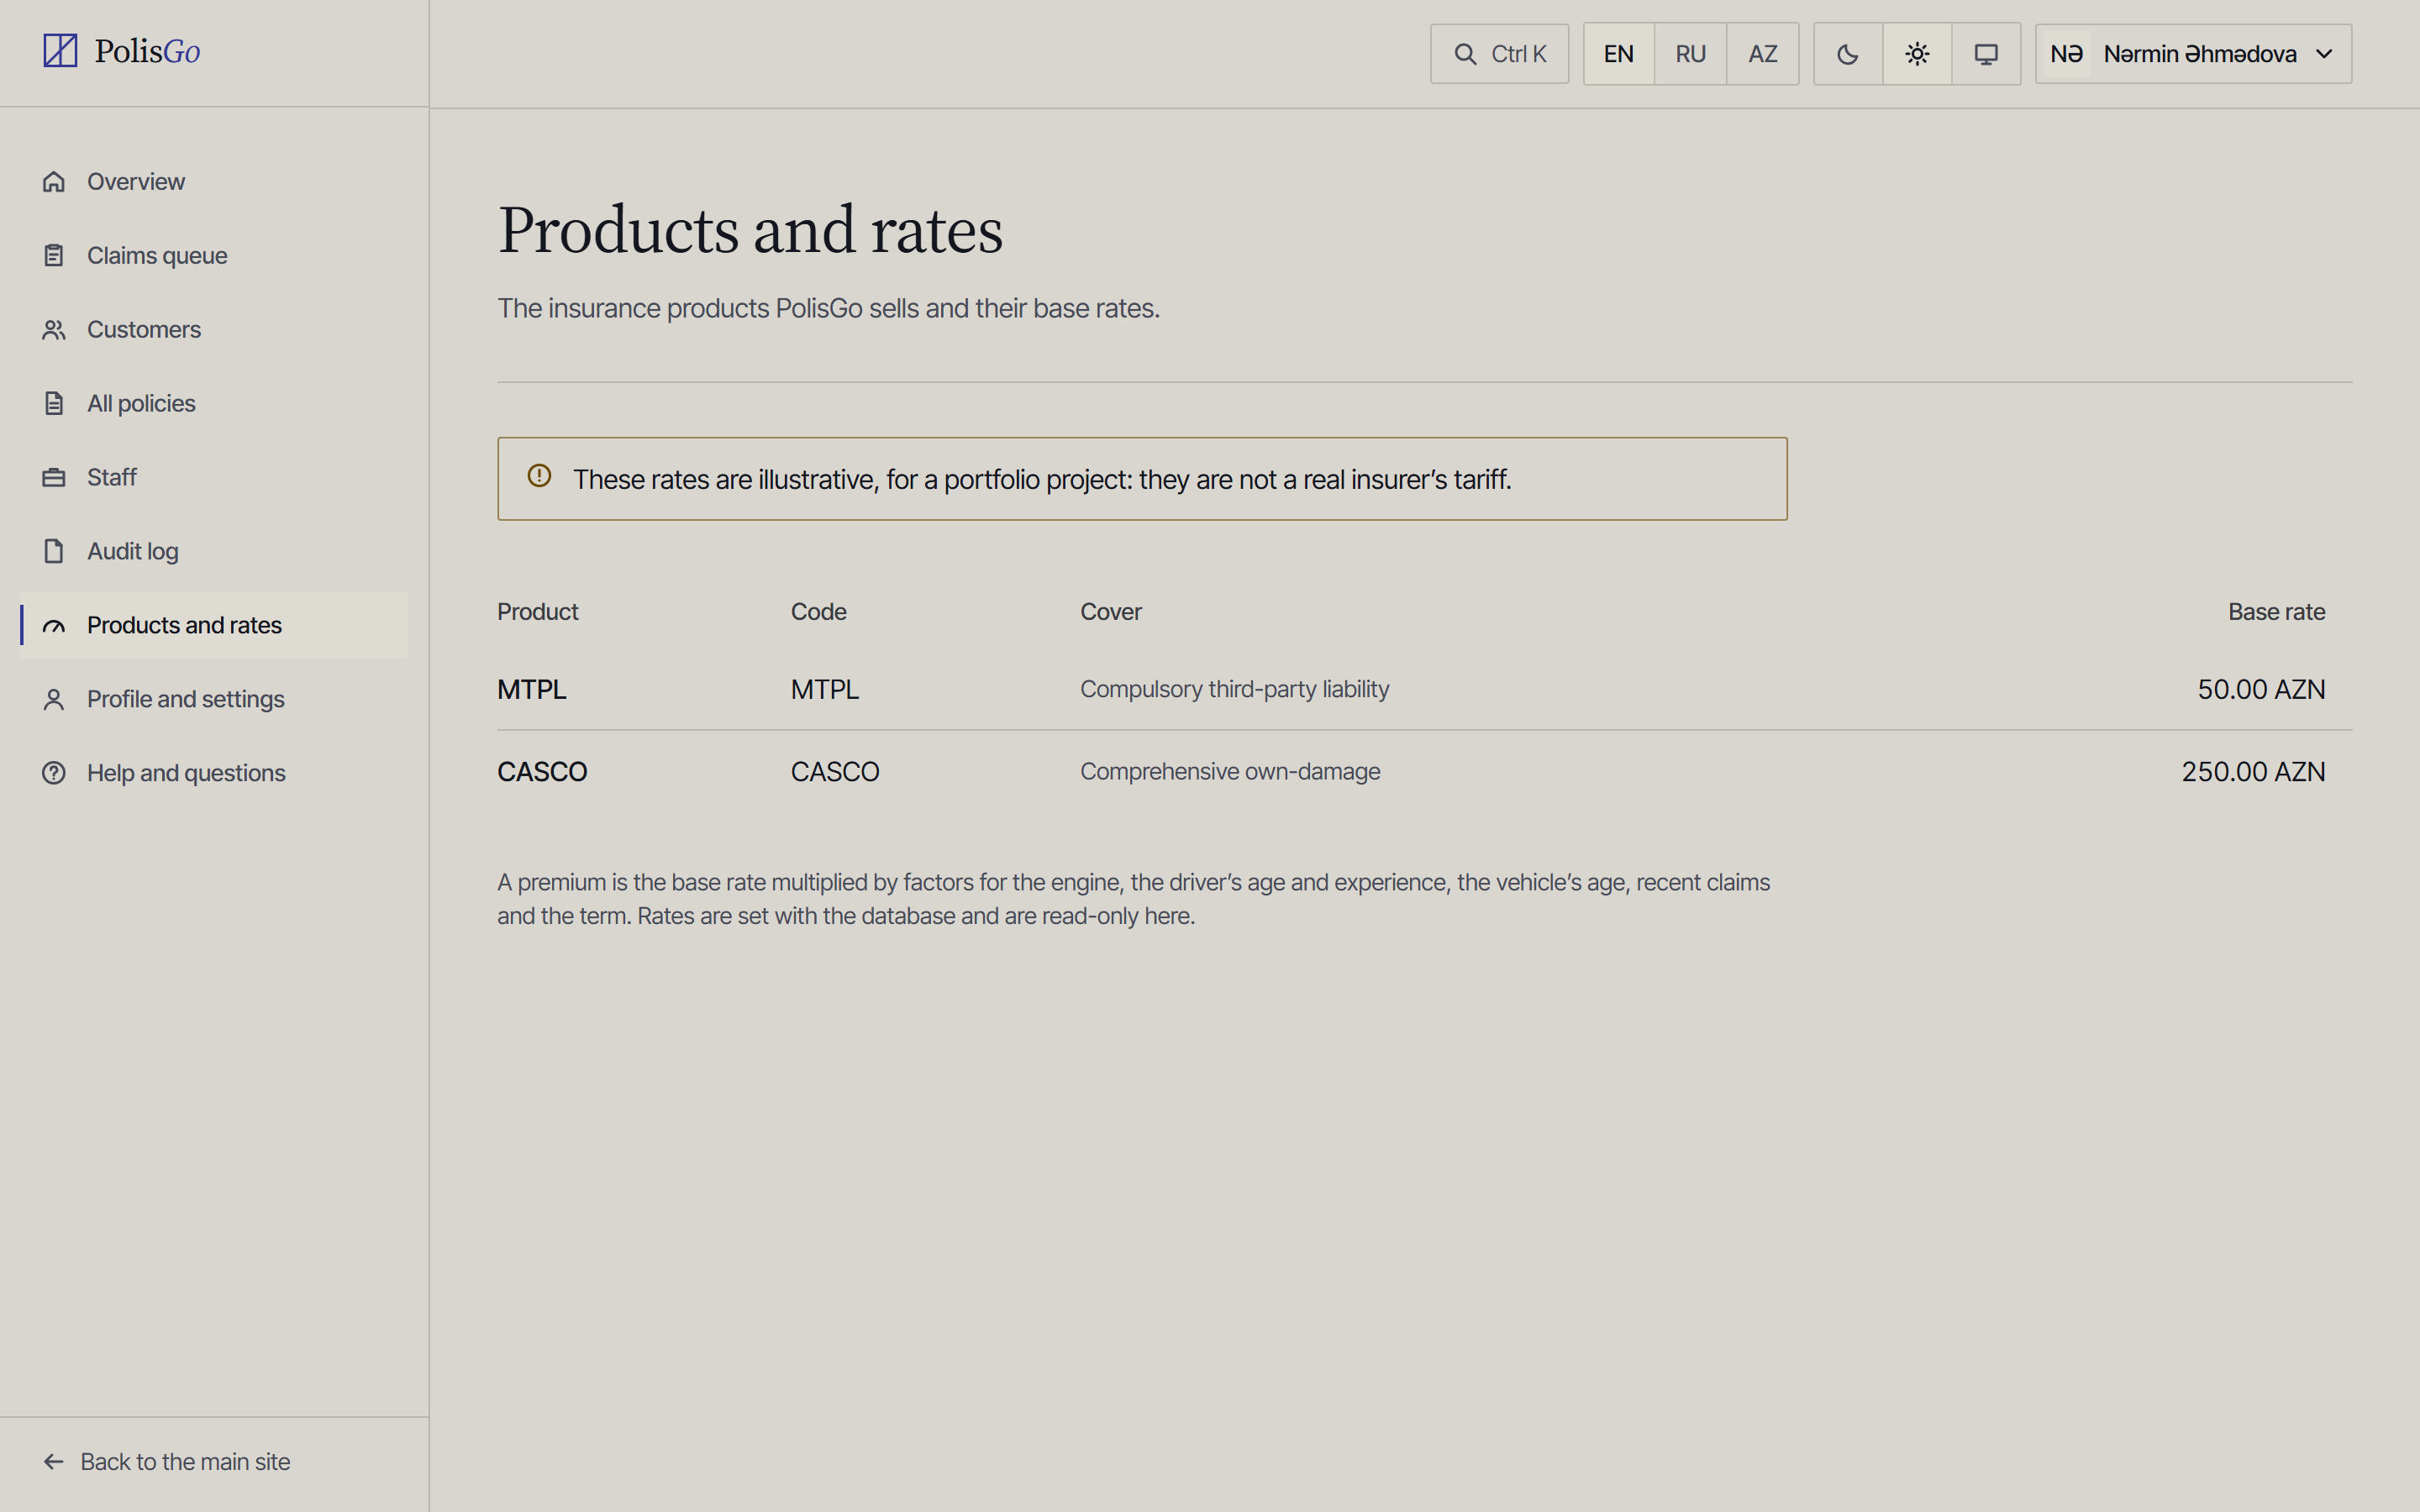 PolisGo
Ctrl K
EN
RU
AZ
NƏ
Nərmin Əhmədova
Overview
Claims queue
Customers
All policies
Staff
Audit log
Products and rates
Profile and settings
Help and questions
Back to the main site
Products and rates
The insurance products PolisGo sells and their base rates.
These rates are illustrative, for a portfolio project: they are not a real insurer’s tariff.
Product Code Cover Base rate
MTPL MTPL Compulsory third-party liability 50.00 AZN
CASCO CASCO Comprehensive own-damage 250.00 AZN
A premium is the base rate multiplied by factors for the engine, the driver’s age and experience, the vehicle’s age, recent claims
and the term. Rates are set with the database and are read-only here.